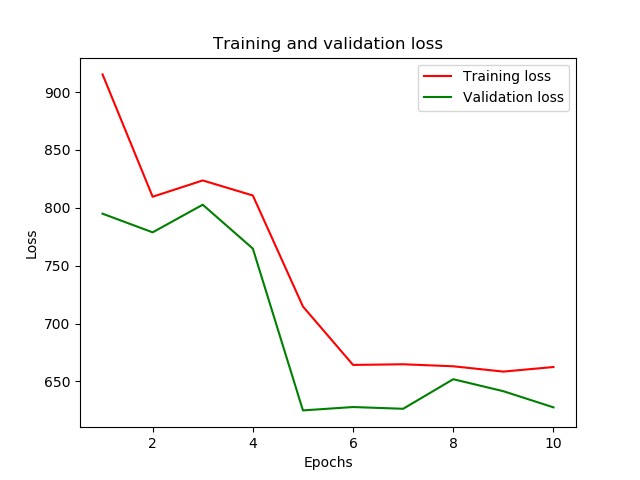 Training and validation loss
Training loss
Validation loss
900
850
800
750
700
650
Loss
2
4
6
8
10
Epochs